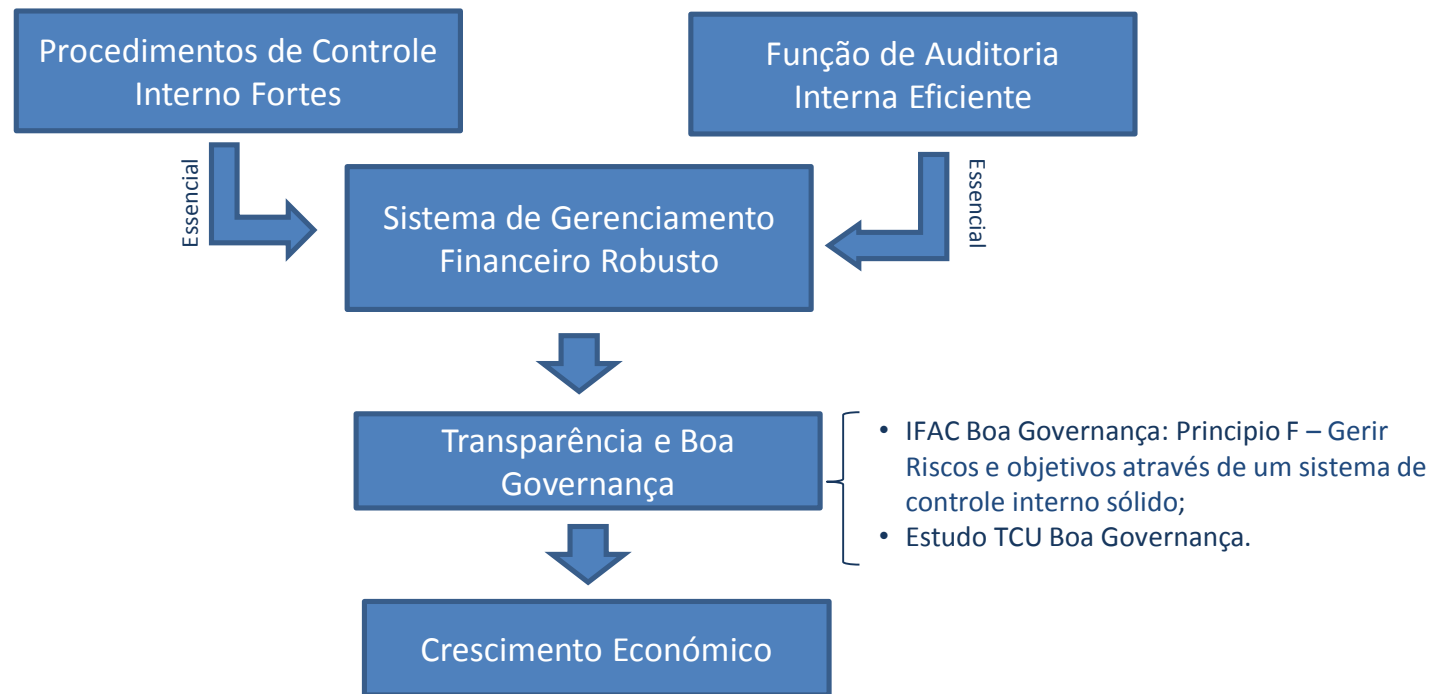 Procedimentos de Controle
Interno Fortes
Função de Auditoria
Interna Eficiente
Essencial
Essencial
Sistema de Gerenciamento
Financeiro Robusto
Transparência e Boa
Governança
• IFAC Boa Governança: Principio F – Gerir
Riscos e objetivos através de um sistema de
controle interno sólido;
• Estudo TCU Boa Governança.
Crescimento Económico